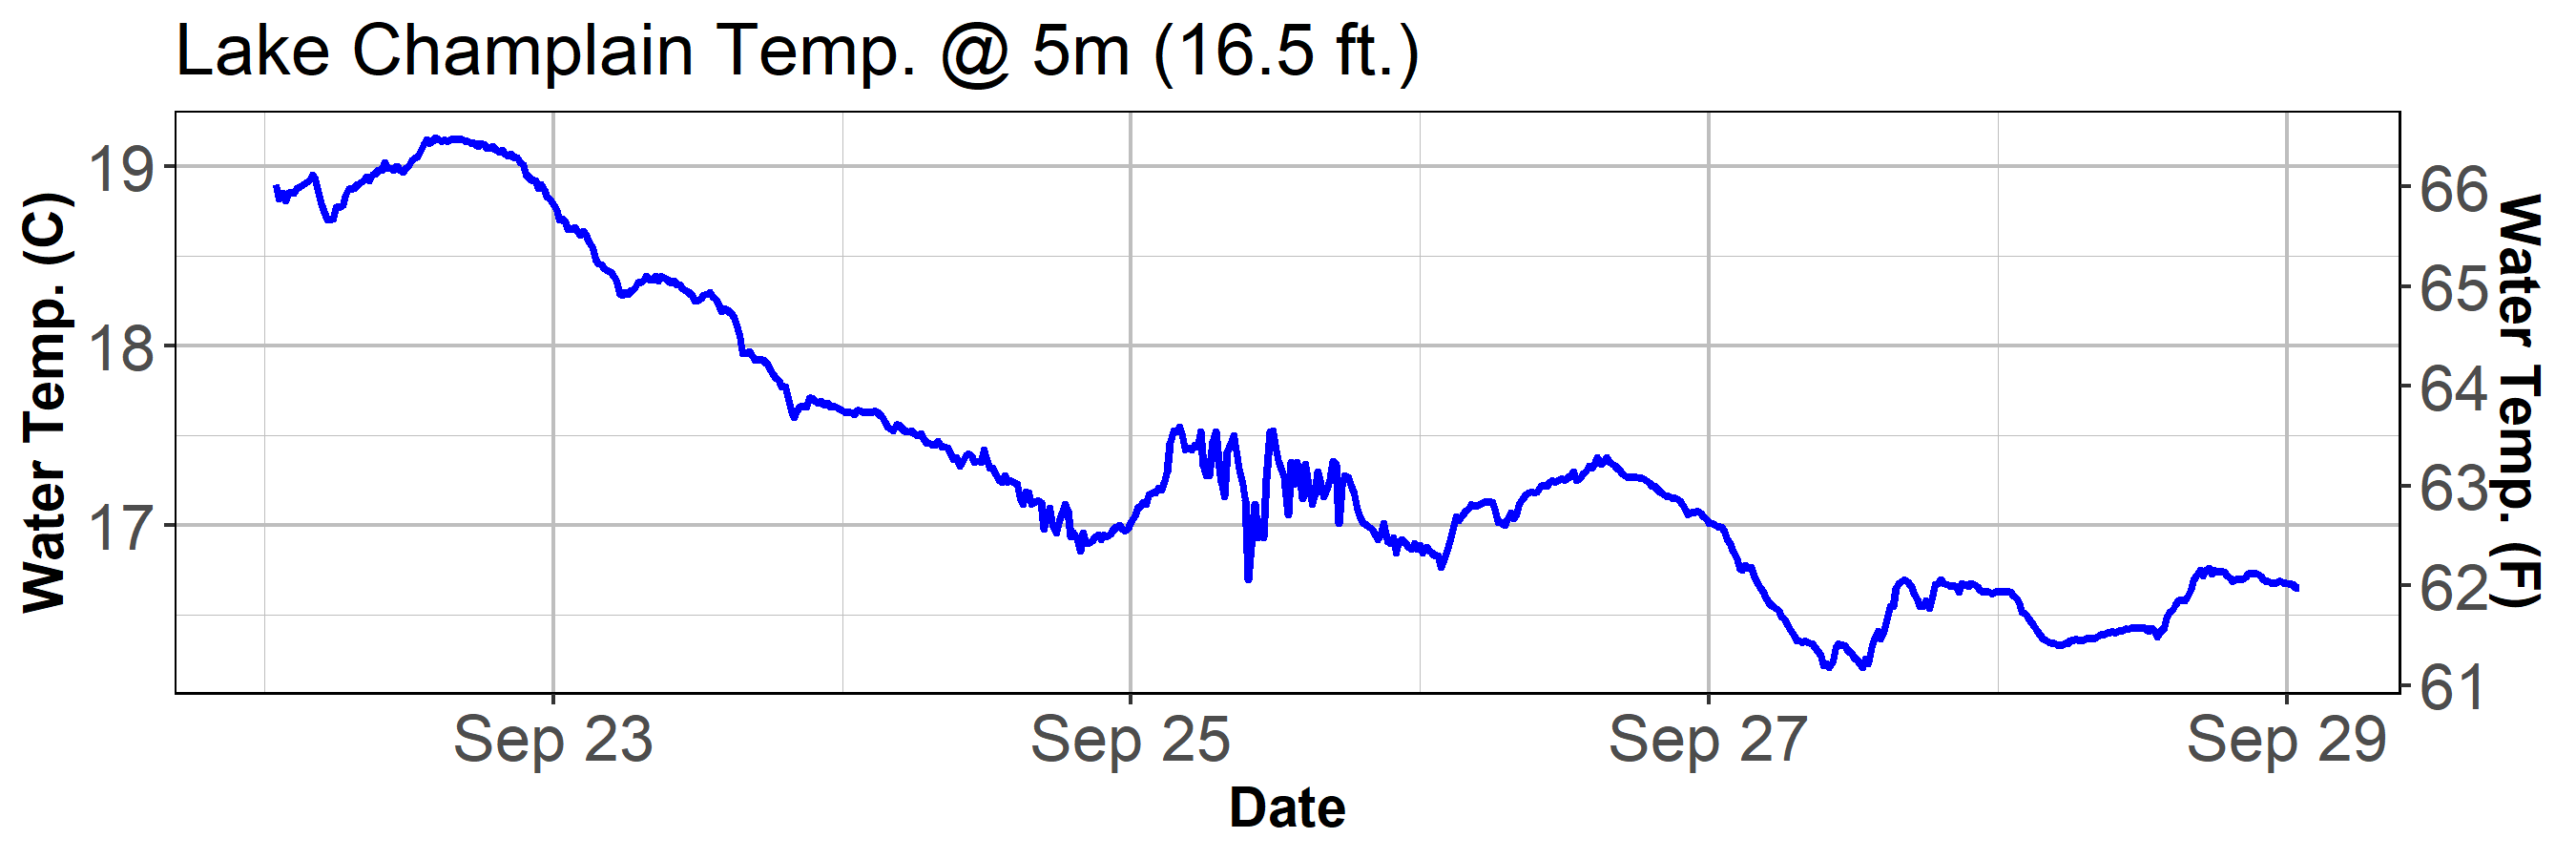 Lake Champlain Temp. @ 5m (16.5 ft.)
Water Temp. (C)
19
18
17
66
65
64
63
62
61
Water Temp. (F)
Sep 23
Sep 25
Sep 27
Sep 29
Date